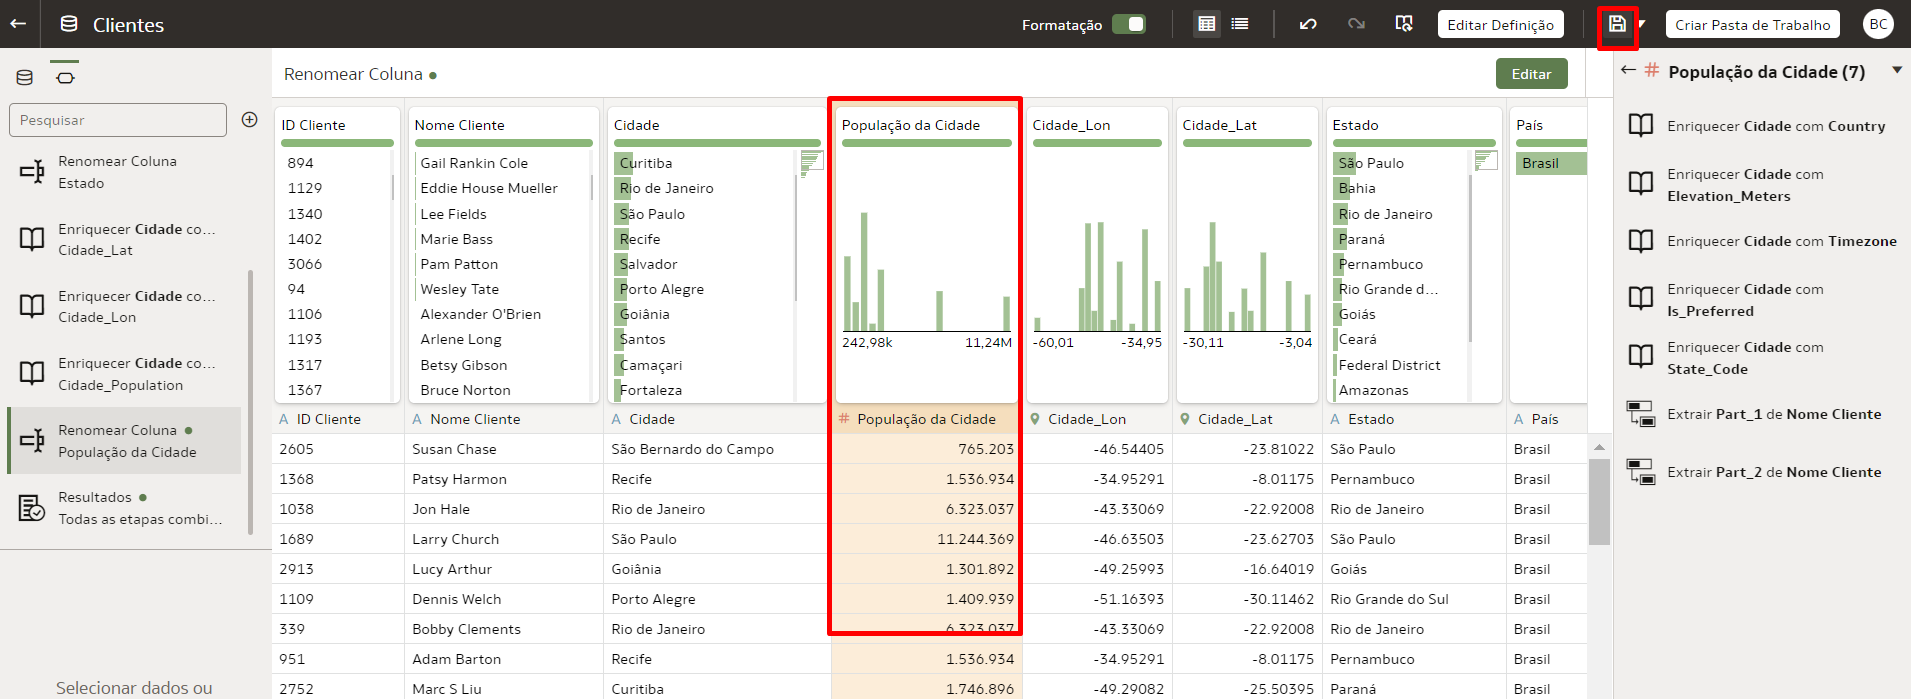 Clientes
Formatação
Editar Definição
Criar Pasta de Trabalho
BC
Pesquisar
Renomear Coluna
Estado
Enriquecer Cidade co...
Cidade_Lat
Enriquecer Cidade co...
Cidade_Lon
Enriquecer Cidade co...
Cidade_Population
Renomear Coluna
População da Cidade
Resultados
Todas as etapas combi...
Selecionar dados ou
Renomear Coluna
Editar
ID Cliente
894
1129
1340
1402
3066
94
1106
1193
1317
1367
Nome Cliente
Gail Rankin Cole
Eddie House Mueller
Lee Fields
Marie Bass
Pam Patton
Wesley Tate
Alexander O'Brien
Arlene Long
Betsy Gibson
Bruce Norton
Cidade
Curitiba
Rio de Janeiro
São Paulo
Recife
Salvador
Porto Alegre
Goiânia
Santos
Camaçari
Fortaleza
População da Cidade
242,98k 11,24M
Cidade_Lon
-60,01 -34,95
Cidade_Lat
-30,11 -3,04
Estado
São Paulo
Bahia
Rio de Janeiro
Paraná
Pernambuco
Rio Grande d...
Goiás
Ceará
Federal District
Amazonas
País
Brasil
A ID Cliente A Nome Cliente A Cidade # População da Cidade Cidade_Lon Cidade_Lat A Estado A País
2605 Susan Chase São Bernardo do Campo 765.203 -46.54405 -23.81022 São Paulo Brasil
1368 Patsy Harmon Recife 1.536.934 -34.95291 -8.01175 Pernambuco Brasil
1038 Jon Hale Rio de Janeiro 6.323.037 -43.33069 -22.92008 Rio de Janeiro Brasil
1689 Larry Church São Paulo 11.244.369 -46.63503 -23.62703 São Paulo Brasil
2913 Lucy Arthur Goiânia 1.301.892 -49.25993 -16.64019 Goiás Brasil
1109 Dennis Welch Porto Alegre 1.409.939 -51.16393 -30.11462 Rio Grande do Sul Brasil
339 Bobby Clements Rio de Janeiro 6.323.037 -43.33069 -22.92008 Rio de Janeiro Brasil
951 Adam Barton Recife 1.536.934 -34.95291 -8.01175 Pernambuco Brasil
2752 Marc S Liu Curitiba 1.746.896 -49.29082 -25.50395 Paraná Brasil
# População da Cidade (7)
Enriquecer Cidade com Country
Enriquecer Cidade com
Elevation_Meters
Enriquecer Cidade com Timezone
Enriquecer Cidade com
Is_Preferred
Enriquecer Cidade com
State_Code
Extrair Part_1 de Nome Cliente
Extrair Part_2 de Nome Cliente